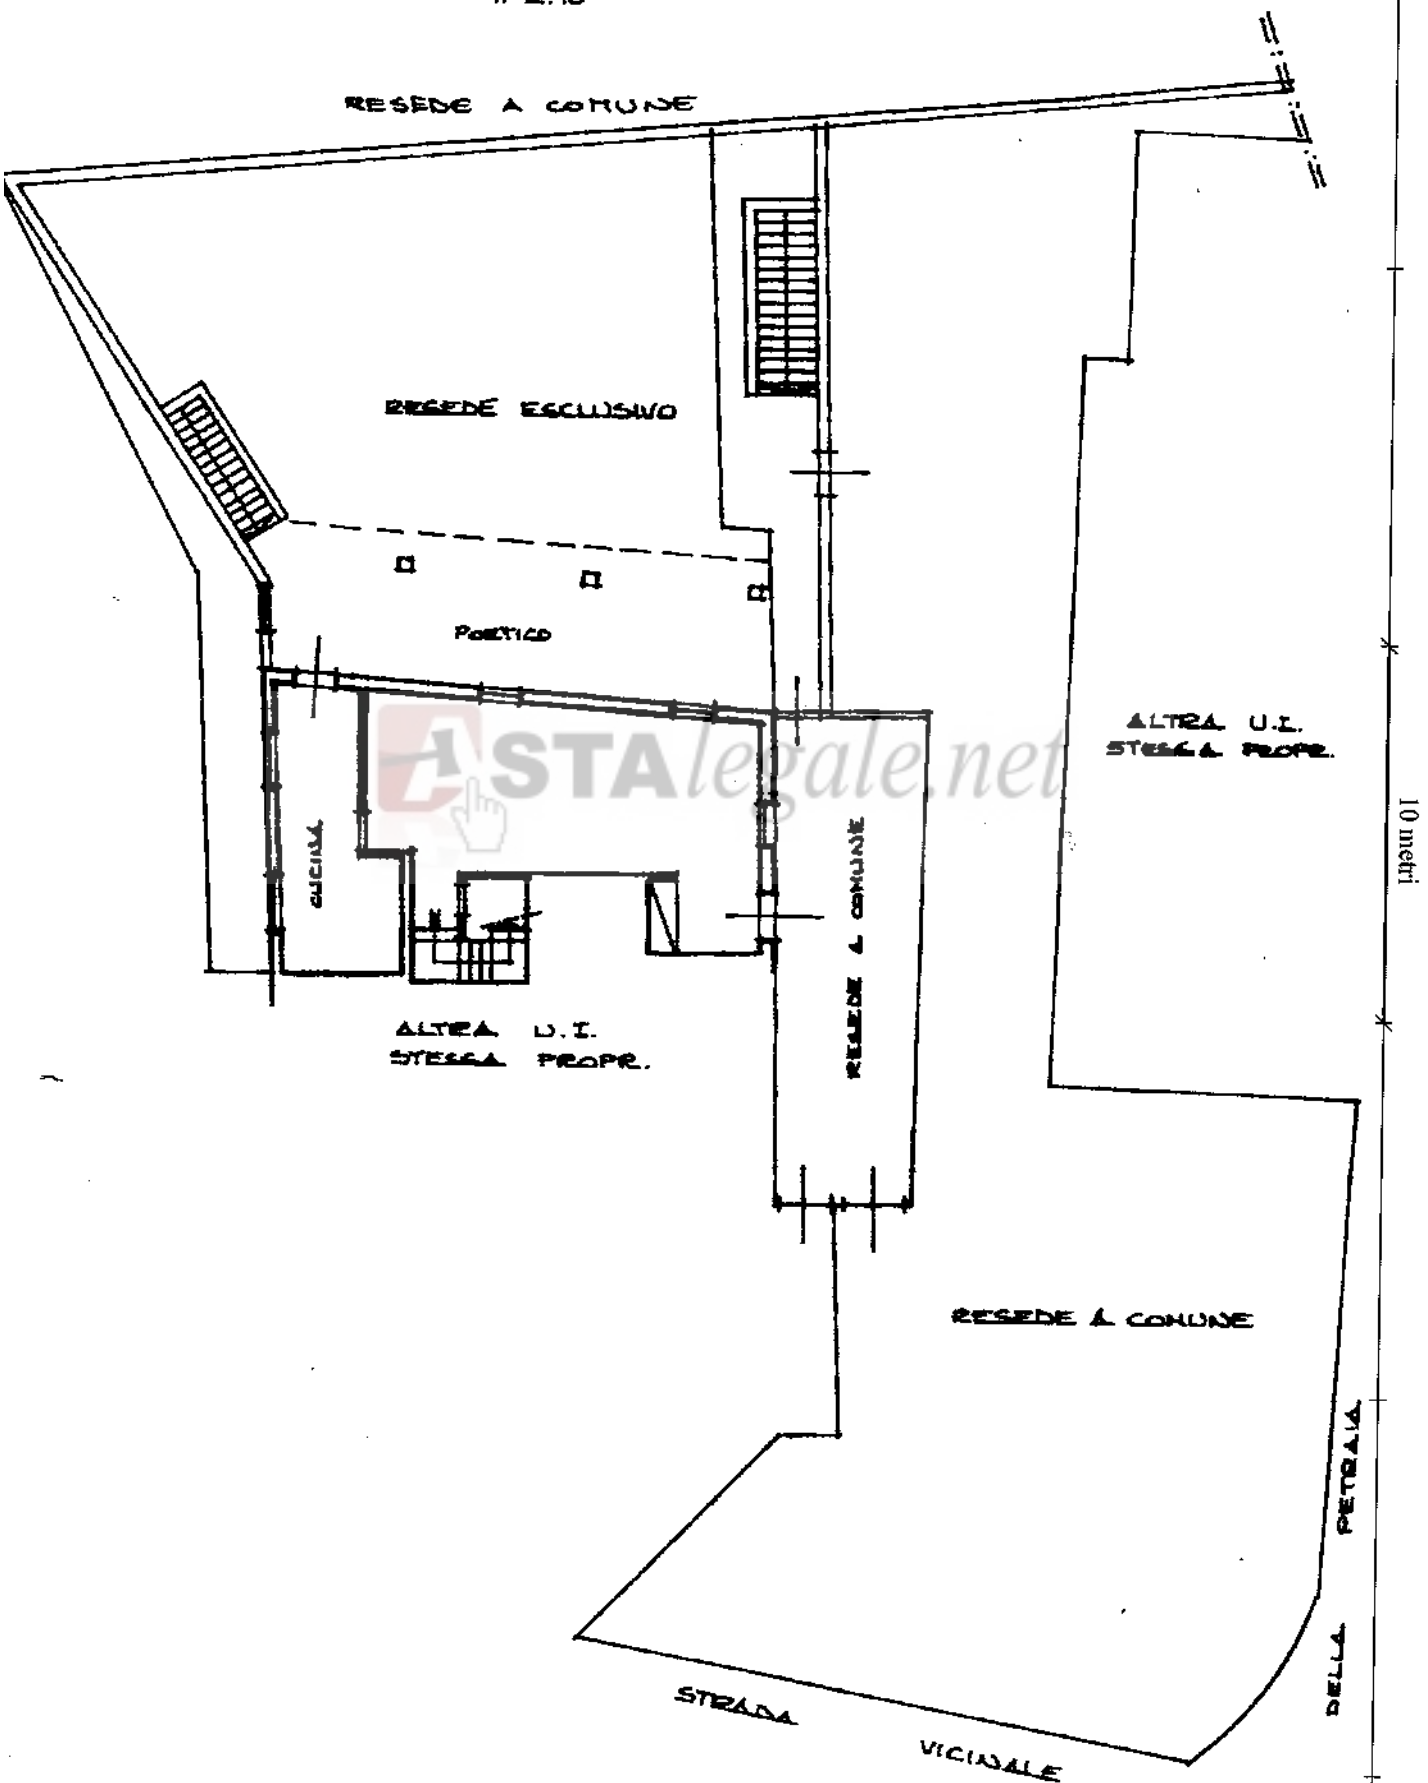 RESEDE A COMUNE
RESEDE ESCLUSIVO
PORTICO
ASTAlegale.net
ALTRA U.I.
STESSA PROPR.
10 metri
CUCINA
RESEDE A COMUNE
ALTRA U.I.
STESSA PROPR.
RESEDE A COMUNE
STRADA VICINALE
DELLA PETRAIA